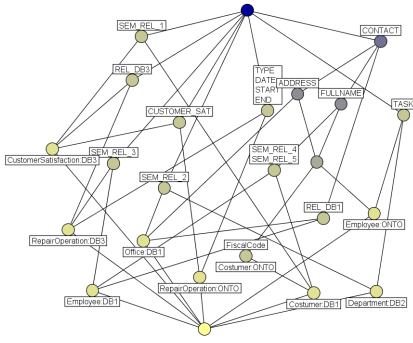 SEM_REL_1
CONTACT
REL_DB3
TYPE
DATE
START
END
ADDRESS
FULLNAME
CUSTOMER_SAT
TASK
CustomerSatisfaction:DB3
SEM_REL_3
SEM_REL_4
SEM_REL_5
SEM_REL_2
REL_DB1
Employee:ONTO
RepairOperation:DB3
Office:DB1
FiscalCode
Costumer:ONTO
RepairOperation:ONTO
Employee:DB1
Costumer:DB1
Department:DB2